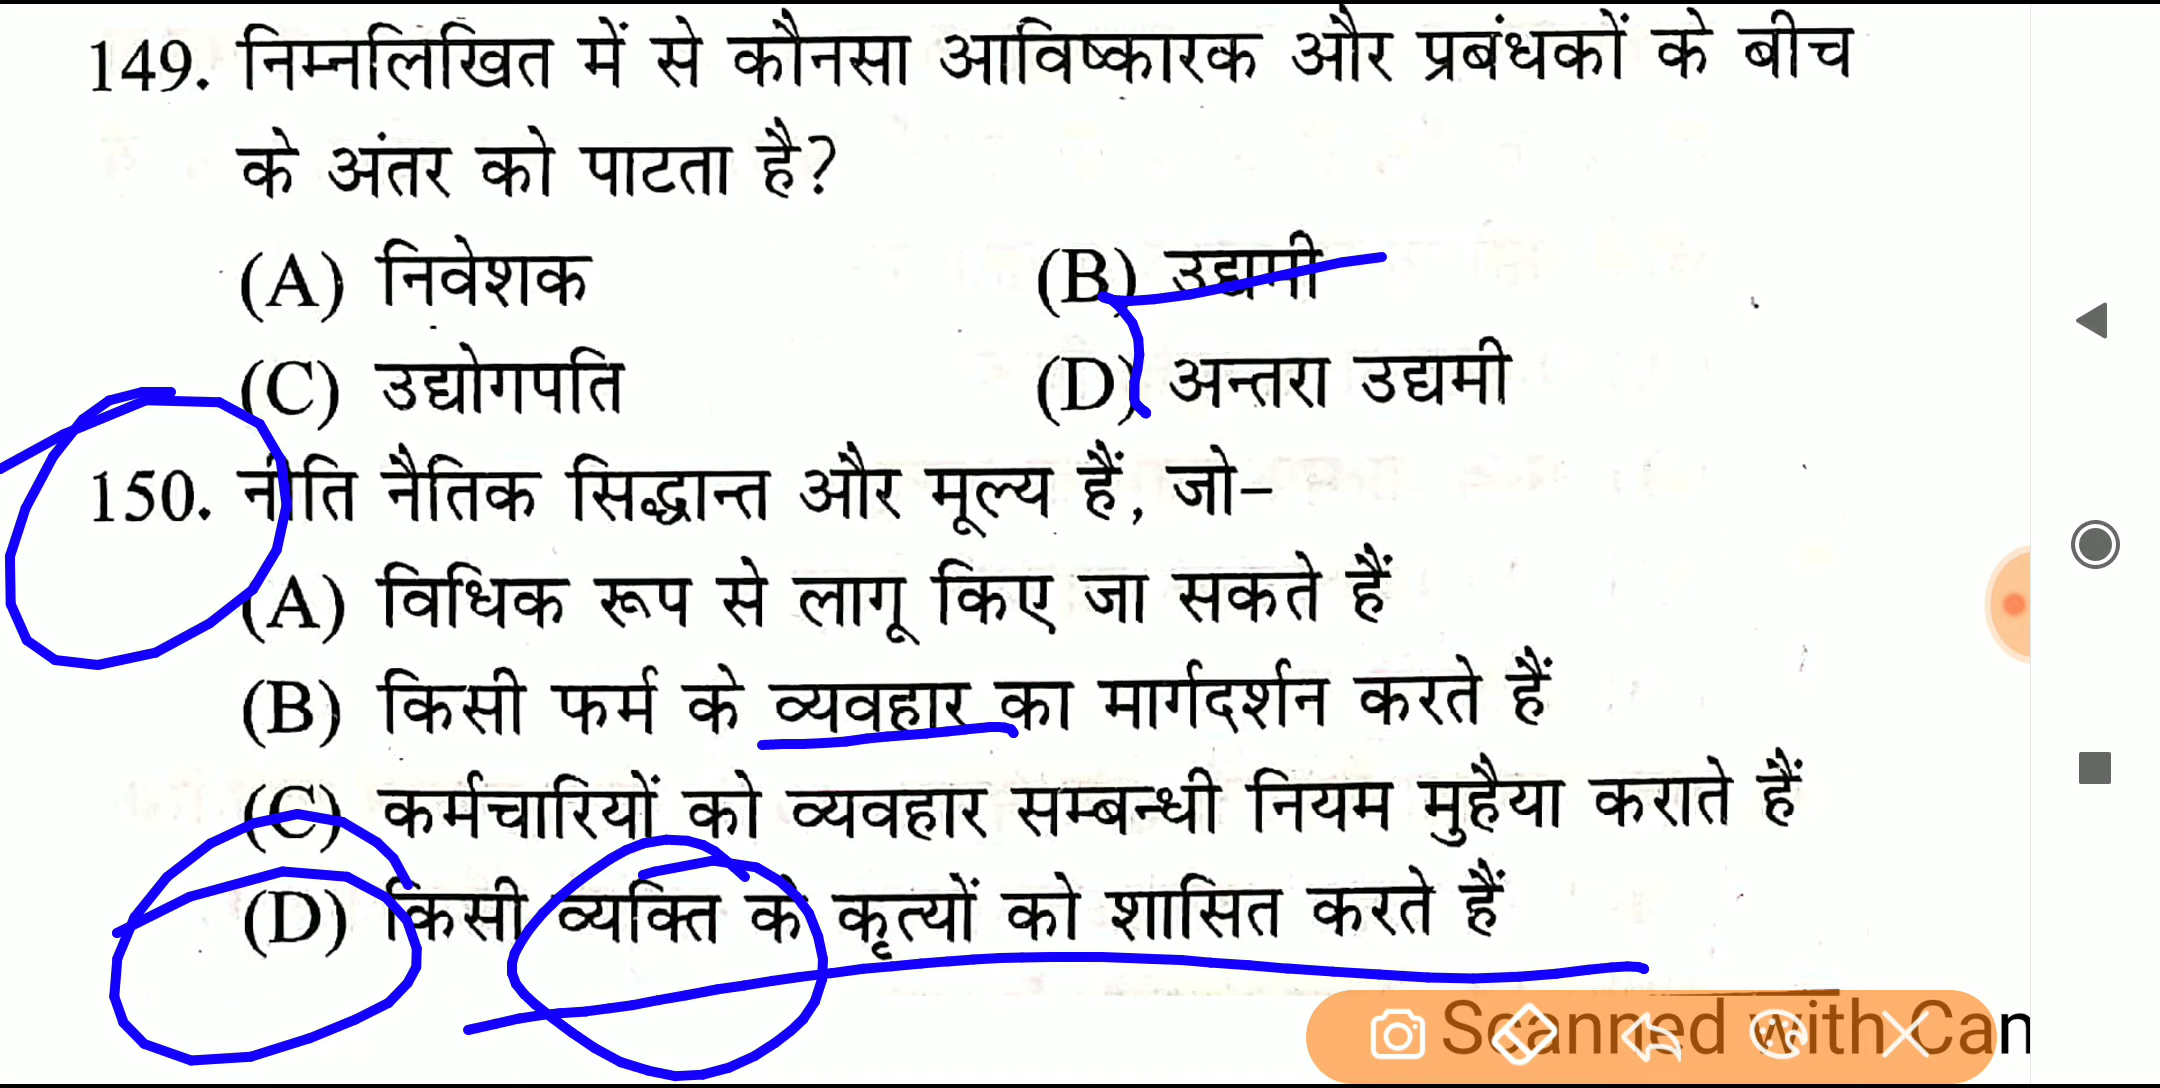 149. निम्नलिखित में से कौनसा आविष्कारक और प्रबंधकों के बीच
के अंतर को पाटता है?
(A) निवेशक (B) उद्यमी
(C) उद्योगपति (D) अन्तरा उद्यमी
150. नीति नैतिक सिद्धान्त और मूल्य हैं, जो-
(A) विधिक रूप से लागू किए जा सकते हैं
(B) किसी फर्म के व्यवहार का मार्गदर्शन करते हैं
(C) कर्मचारियों को व्यवहार सम्बन्धी नियम मुहैया कराते हैं
(D) किसी व्यक्ति के कृत्यों को शासित करते हैं
Scanned with Can